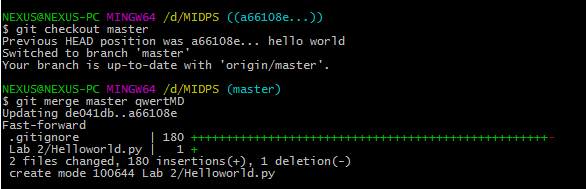 NEXUS@NEXUS-PC MINGW64 /d/MIDPS ((a66108e...))
$ git checkout master
Previous HEAD position was a66108e... hello world
Switched to branch 'master'
Your branch is up-to-date with 'origin/master'.
NEXUS@NEXUS-PC MINGW64 /d/MIDPS (master)
$ git merge master qwertMD
Updating de041db..a66108e
Fast-forward
.gitignore | 180 ++++++++++++++++++++++++++++++++++++++++++++++++++-
Lab 2/Helloworld.py | 1 +
2 files changed, 180 insertions(+), 1 deletion(-)
create mode 100644 Lab 2/Helloworld.py